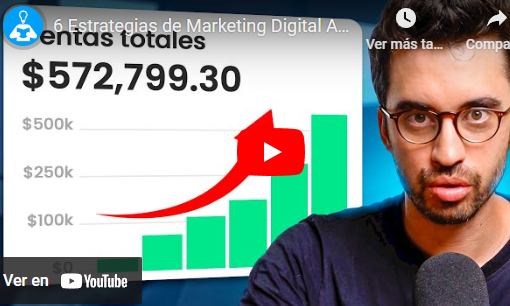 6 Estrategias de Marketing Digital A...
entas totales
$572,799.30
$500k
$250k
$100k
$0
Ver más ta...
Compa
Ver en YouTube